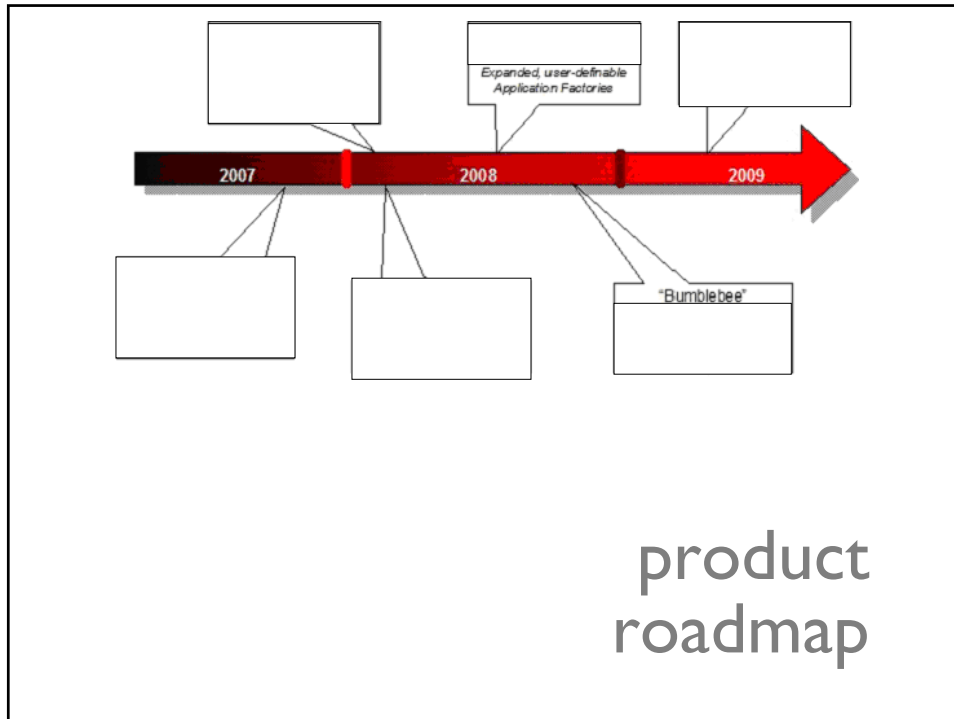 Expanded, user-definable
Application Factories
2007
2008
2009
"Bumblebee"
product
roadmap